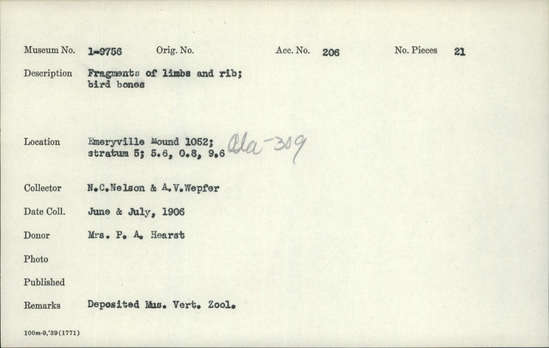 Museum No. 1-9756 Orig. No. Acc. No. 206 No. Pieces 21
Description Fragments of limbs and rib;
bird bones
Location Emeryville Mound 1052;
stratum 5; 5.6, 0.8, 9.6 Ala-309
Collector N.C.Nelson & A.V.Wepfer
Date Coll. June & July, 1906
Donor Mrs. P. A. Hearst
Photo
Published
Remarks Deposited Mus. Vert. Zool.
100m-9,'39(1771)